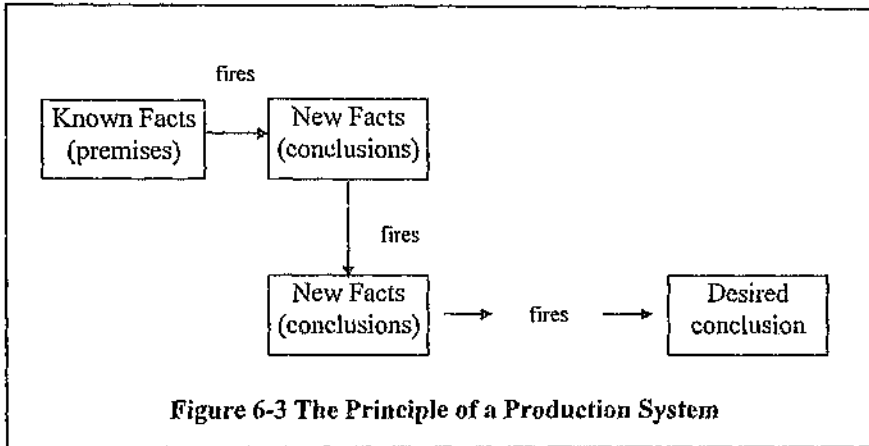 fires
Known Facts
(premises)
New Facts
(conclusions)
fires
New Facts
(conclusions)
fires
Desired
conclusion
Figure 6-3 The Principle of a Production System